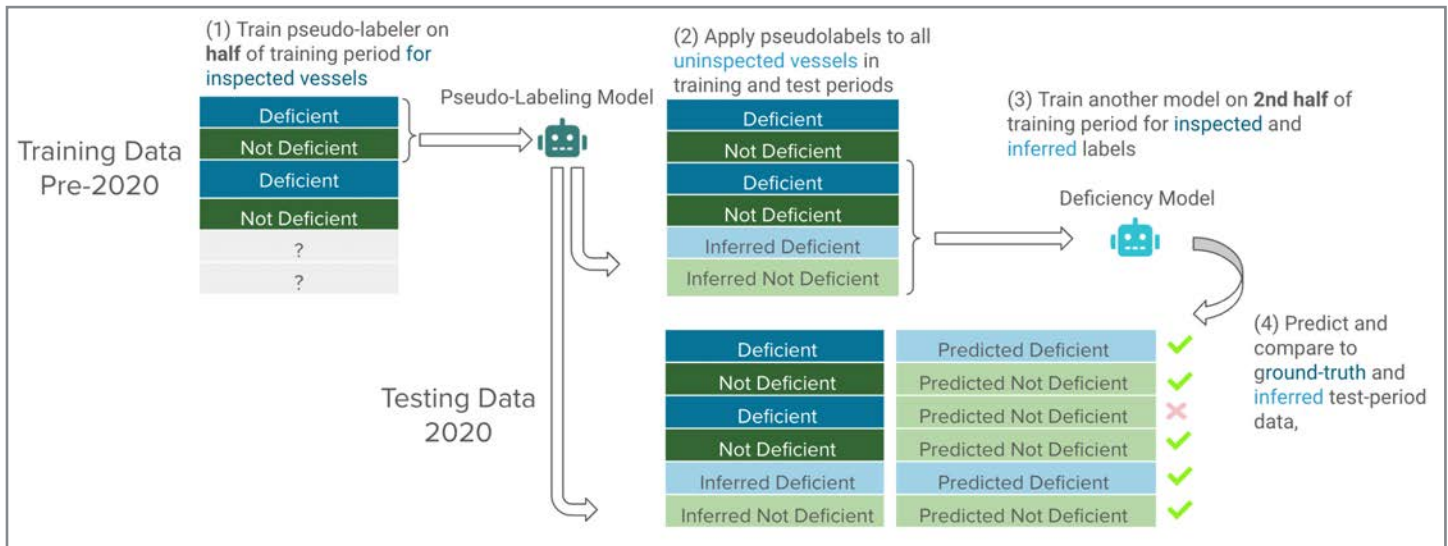 (1) Train pseudo-labeler on
half of training period for
inspected vessels
Training Data
Pre-2020
Deficient
Not Deficient
Deficient
Not Deficient
?
?
Pseudo-Labeling Model
(2) Apply pseudolabels to all
uninspected vessels in
training and test periods
Deficient
Not Deficient
Deficient
Not Deficient
Inferred Deficient
Inferred Not Deficient
(3) Train another model on 2nd half of
training period for inspected and
inferred labels
Deficiency Model
Testing Data
2020
Deficient
Not Deficient
Deficient
Not Deficient
Inferred Deficient
Inferred Not Deficient
Predicted Deficient
Predicted Not Deficient
Predicted Not Deficient
Predicted Not Deficient
Predicted Deficient
Predicted Not Deficient
(4) Predict and
compare to
ground-truth and
inferred test-period
data,